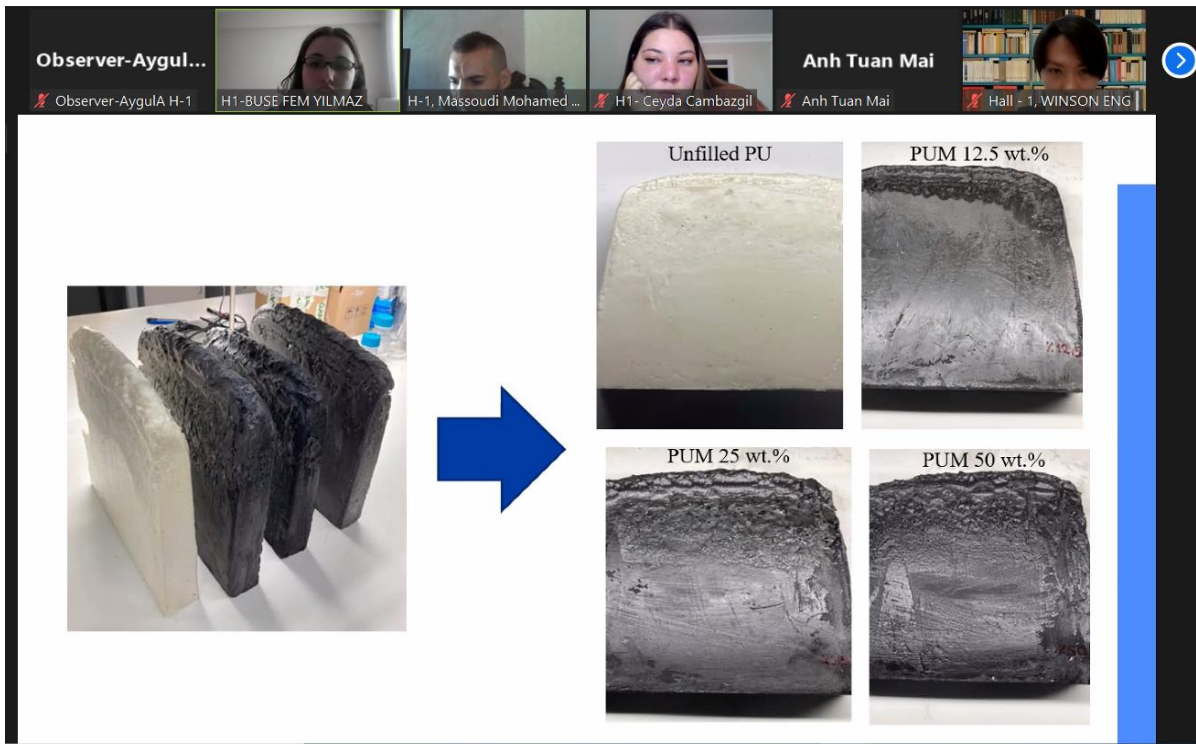 Observer-Aygul...
Observer-AygulA H-1
H1-BUSE FEM YILMAZ
H-1, Massoudi Mohamed ...
H1- Ceyda Cambazgil
Anh Tuan Mai
Anh Tuan Mai
Hall - 1, WINSON ENG
Unfilled PU
PUM 12.5 wt.%
PUM 25 wt.%
PUM 50 wt.%